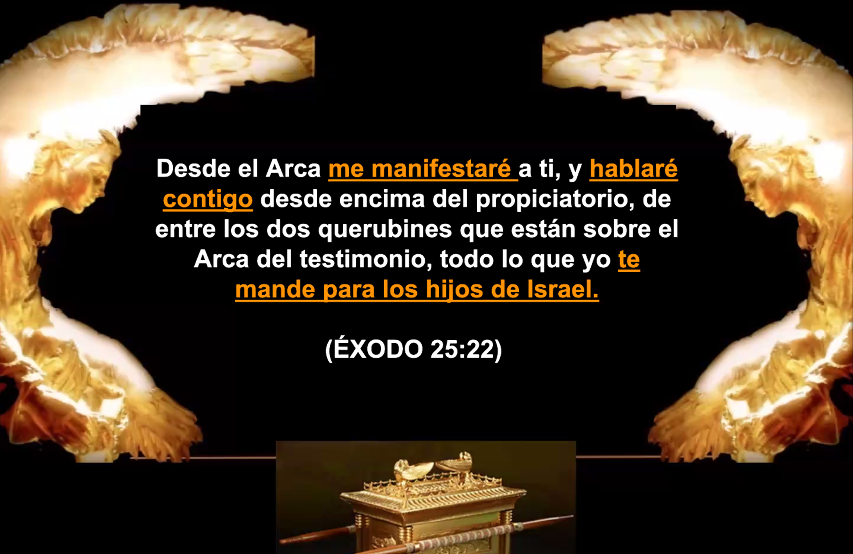 Desde el Arca me manifestaré a ti, y hablaré
contigo desde encima del propiciatorio, de
entre los dos querubines que están sobre el
Arca del testimonio, todo lo que yo te
mande para los hijos de Israel.
(ÉXODO 25:22)